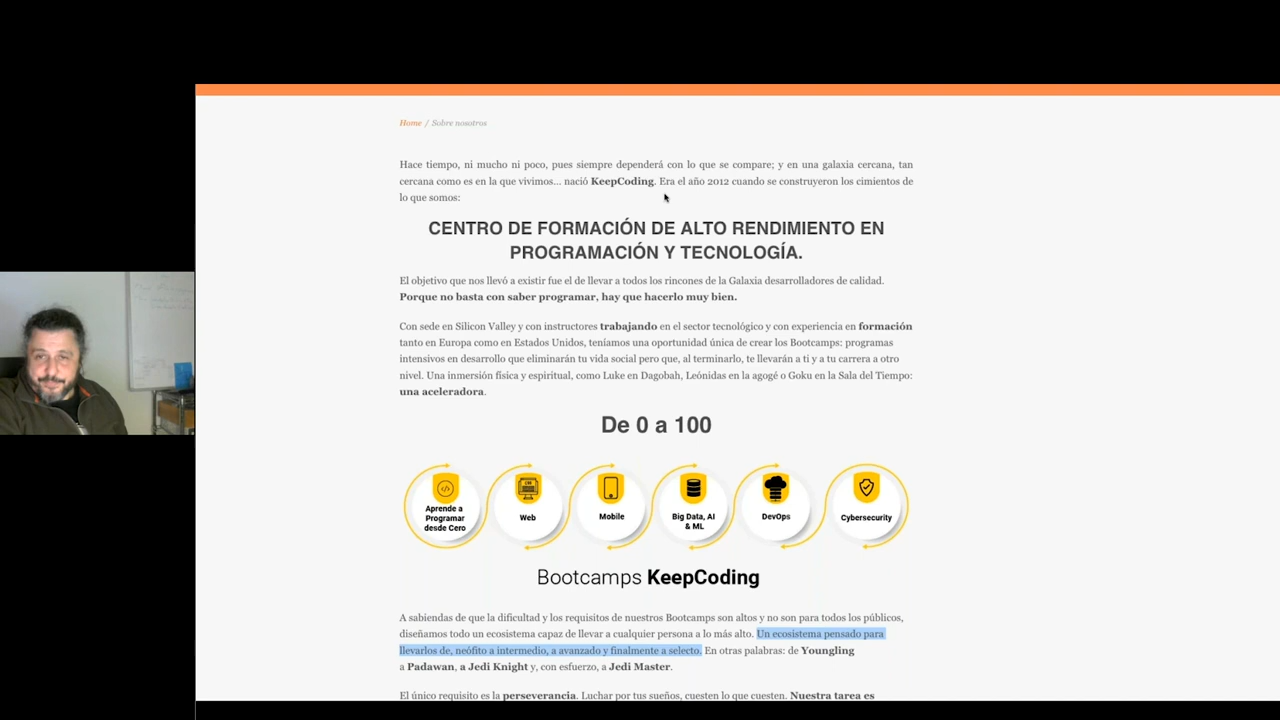 Home / Sobre nosotros
Hace tiempo, ni mucho ni poco, pues siempre dependerá con lo que se compare; y en una galaxia cercana, tan
cercana como es en la que vivimos... nació KeepCoding. Era el año 2012 cuando se construyeron los cimientos de
lo que somos:
CENTRO DE FORMACIÓN DE ALTO RENDIMIENTO EN
PROGRAMACIÓN Y TECNOLOGÍA.
El objetivo que nos llevó a existir fue el de llevar a todos los rincones de la Galaxia desarrolladores de calidad.
Porque no basta con saber programar, hay que hacerlo muy bien.
Con sede en Silicon Valley y con instructores trabajando en el sector tecnológico y con experiencia en formación
tanto en Europa como en Estados Unidos, teníamos una oportunidad única de crear los Bootcamps: programas
intensivos en desarrollo que eliminarán tu vida social pero que, al terminarlo, te llevarán a ti y a tu carrera a otro
nivel. Una inmersión física y espiritual, como Luke en Dagobah, Leónidas en la agogé o Goku en la Sala del Tiempo:
una aceleradora.
De 0 a 100
Aprende a
Programar
desde Cero
Web
Mobile
Big Data, AI
& ML
DevOps
Cybersecurity
Bootcamps KeepCoding
A sabiendas de que la dificultad y los requisitos de nuestros Bootcamps son altos y no son para todos los públicos,
diseñamos todo un ecosistema capaz de llevar a cualquier persona a lo más alto. Un ecosistema pensado para
llevarlos de, neófito a intermedio, a avanzado y finalmente a selecto. En otras palabras: de Youngling
a Padawan, a Jedi Knight y, con esfuerzo, a Jedi Master.
El único requisito es la perseverancia. Luchar por tus sueños, cuesten lo que cuesten. Nuestra tarea es